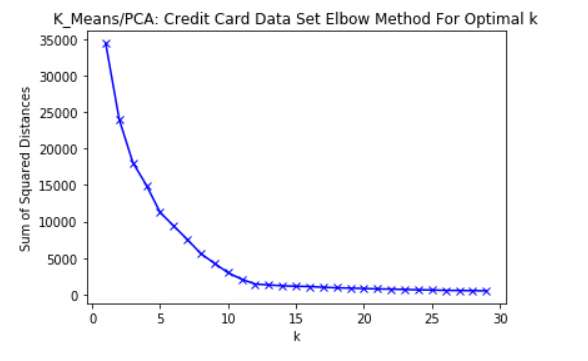 K_Means/PCA: Credit Card Data Set Elbow Method For Optimal k
35000
30000
25000
20000
15000
10000
5000
0
Sum of Squared Distances
0 5 10 15 20 25 30
k